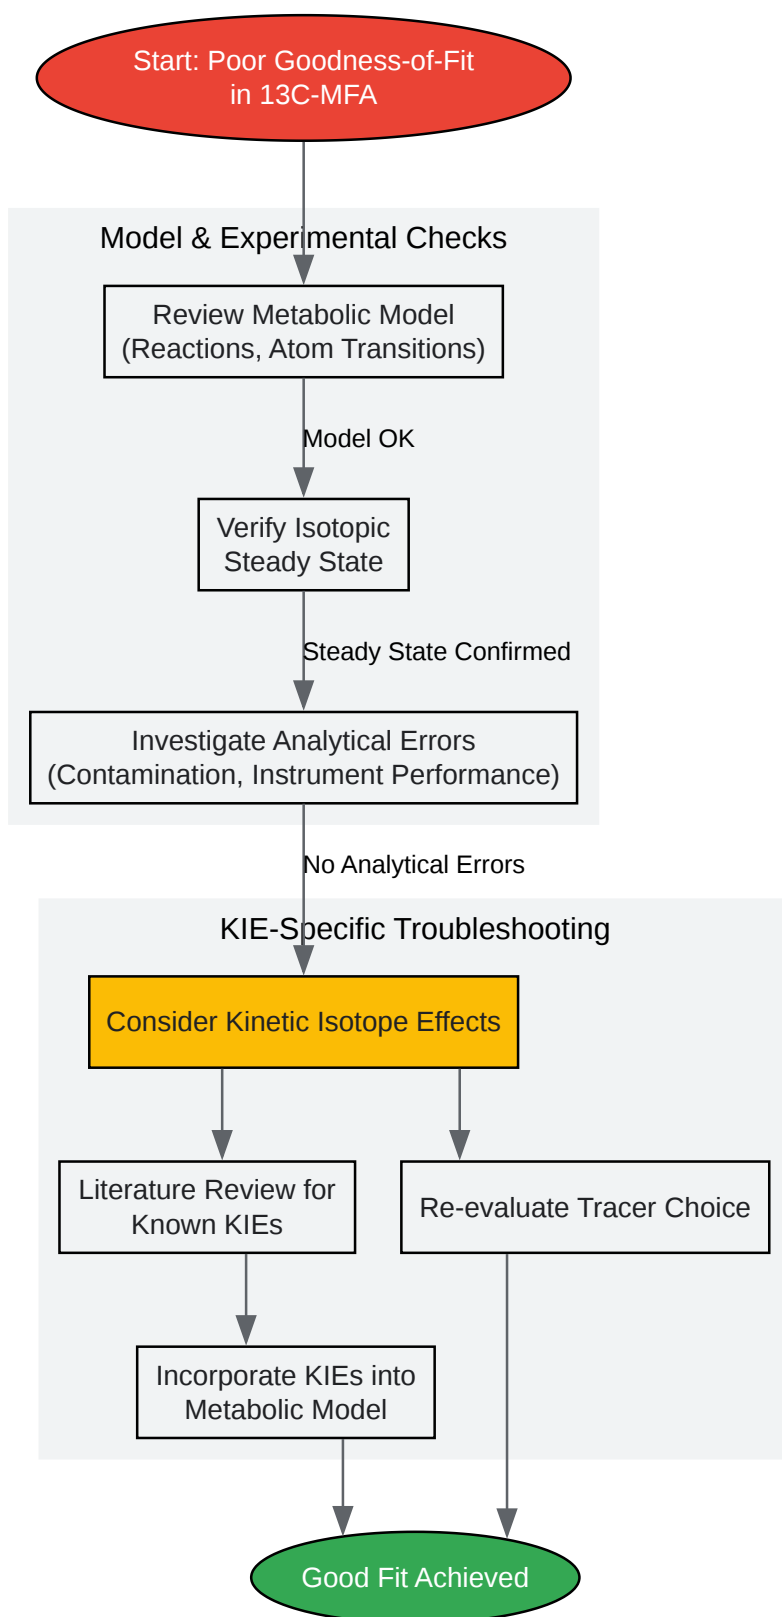 Start: Poor Goodness-of-Fit
in 13C-MFA
Model & Experimental Checks
Review Metabolic Model
(Reactions, Atom Transitions)
Model OK
Verify Isotopic
Steady State
Steady State Confirmed
Investigate Analytical Errors
(Contamination, Instrument Performance)
No Analytical Errors
KIE-Specific Troubleshooting
Consider Kinetic Isotope Effects
Literature Review for
Known KIEs
Re-evaluate Tracer Choice
Incorporate KIEs into
Metabolic Model
Good Fit Achieved